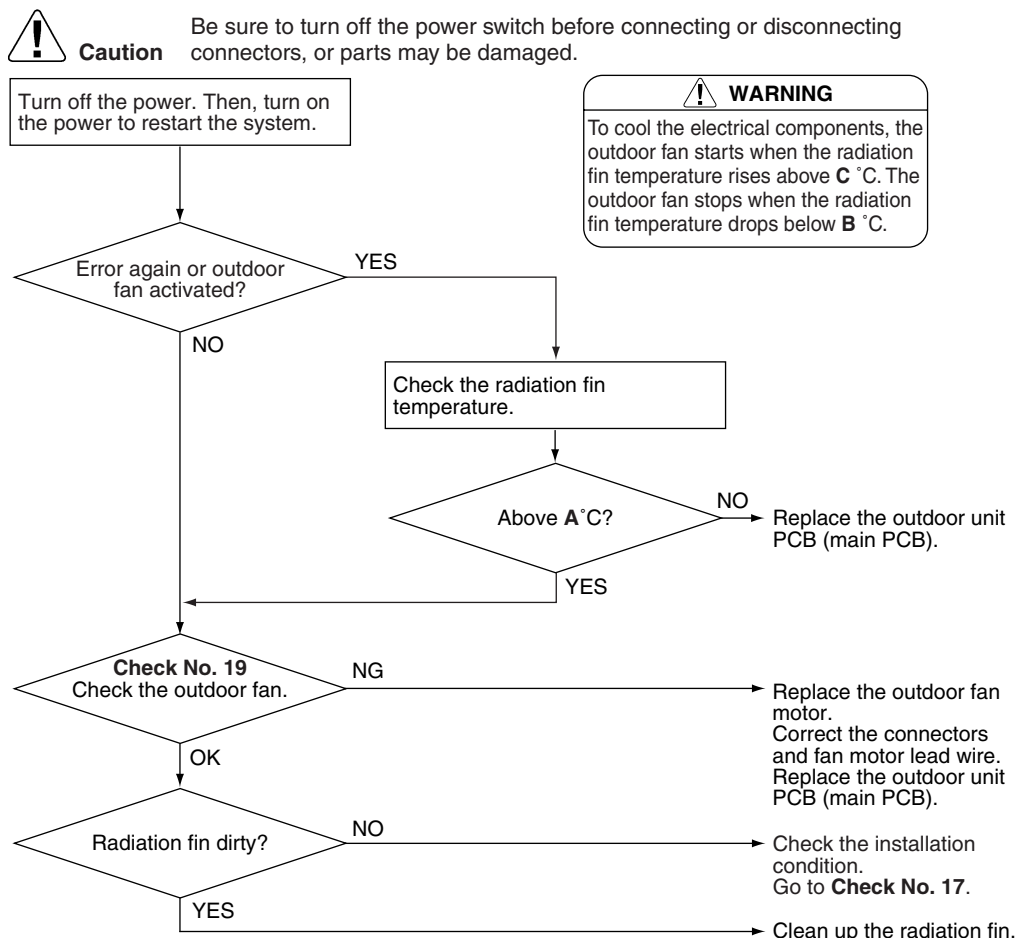 Be sure to turn off the power switch before connecting or disconnecting
Caution connectors, or parts may be damaged.
Turn off the power. Then, turn on
the power to restart the system.
WARNING
To cool the electrical components, the
outdoor fan starts when the radiation
fin temperature rises above C ˚C. The
outdoor fan stops when the radiation
fin temperature drops below B ˚C.
Error again or outdoor
fan activated?
YES
NO
Check the radiation fin
temperature.
Above A˚C?
NO
Replace the outdoor unit
PCB (main PCB).
YES
Check No. 19
Check the outdoor fan.
NG
Replace the outdoor fan
motor.
Correct the connectors
and fan motor lead wire.
Replace the outdoor unit
PCB (main PCB).
OK
Radiation fin dirty?
NO
Check the installation
condition.
Go to Check No. 17.
YES
Clean up the radiation fin.